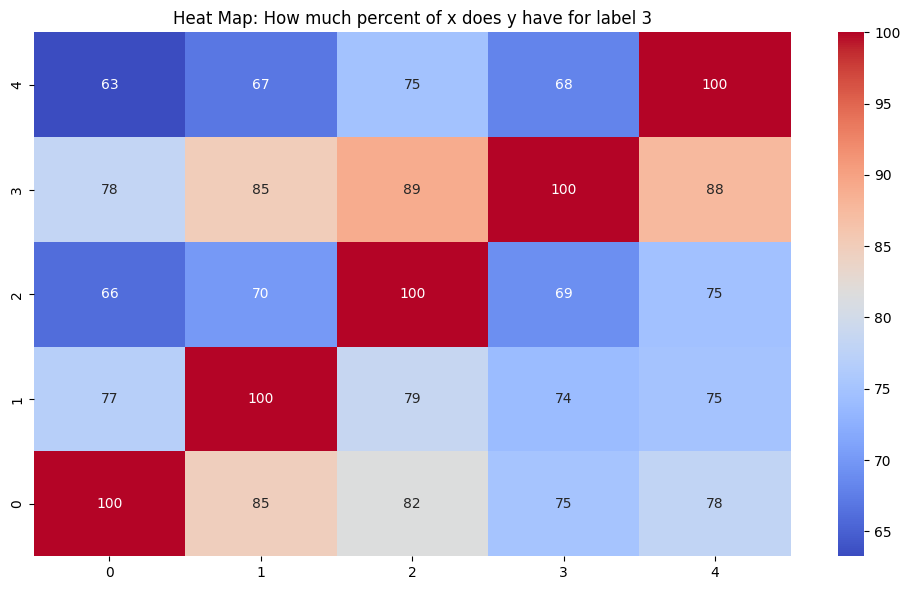 Heat Map: How much percent of x does y have for label 3
4 63 67 75 68 100
3 78 85 89 100 88
2 66 70 100 69 75
1 77 100 79 74 75
0 100 85 82 75 78
0 1 2 3 4
100
95
90
85
80
75
70
65